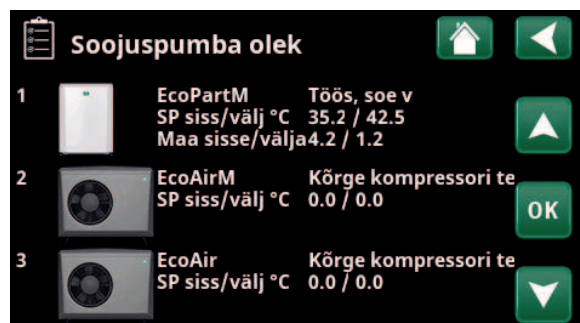 Soojuspumba olek
1 EcoPartM Töös, soe v
SP siss/välj °C 35.2 / 42.5
Maa sisse/välja 4.2 / 1.2
2 EcoAirM Kõrge kompressori te
SP siss/välj °C 0.0 / 0.0
OK
3 EcoAir Kõrge kompressori te
SP siss/välj °C 0.0 / 0.0